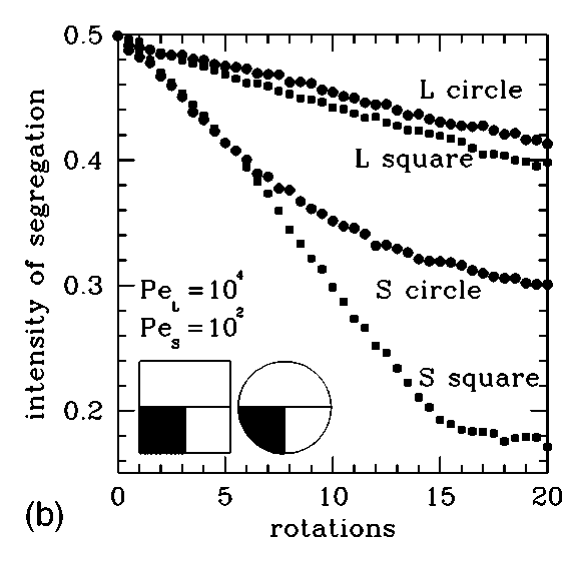 0.5
0.4
0.3
0.2
intensity of segregation
L circle
L square
S circle
S square
Pe_L = 10^4
Pe_S = 10^2
0 5 10 15 20
rotations
(b)